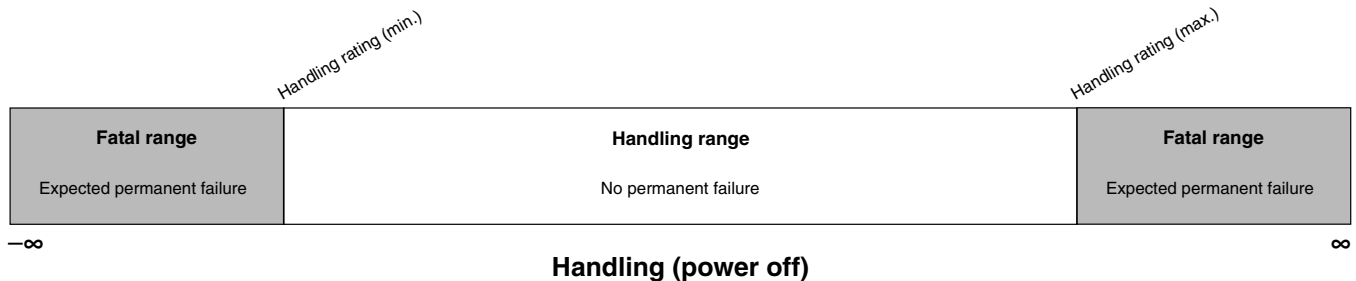 Handling rating (min.)
Handling rating (max.)
Fatal range
Handling range
Fatal range
Expected permanent failure
No permanent failure
Expected permanent failure
–∞
∞
Handling (power off)